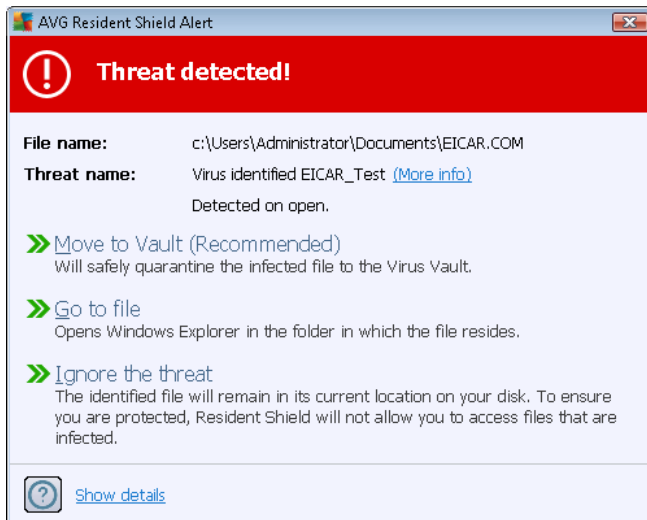 AVG Resident Shield Alert
Threat detected!
File name: c:\Users\Administrator\Documents\EICAR.COM
Threat name: Virus identified EICAR_Test (More info)
Detected on open.
Move to Vault (Recommended)
Will safely quarantine the infected file to the Virus Vault.
Go to file
Opens Windows Explorer in the folder in which the file resides.
Ignore the threat
The identified file will remain in its current location on your disk. To ensure
you are protected, Resident Shield will not allow you to access files that are
infected.
Show details